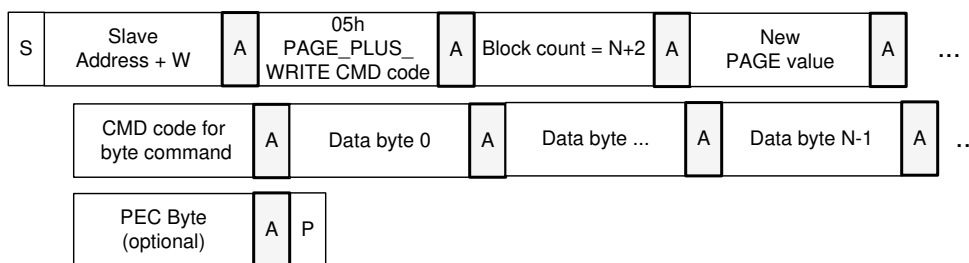 S Slave Address + W A 05h PAGE_PLUS_ WRITE CMD code A Block count = N+2 A New PAGE value A ...
CMD code for byte command A Data byte 0 A Data byte ... A Data byte N-1 A ..
PEC Byte (optional) A P